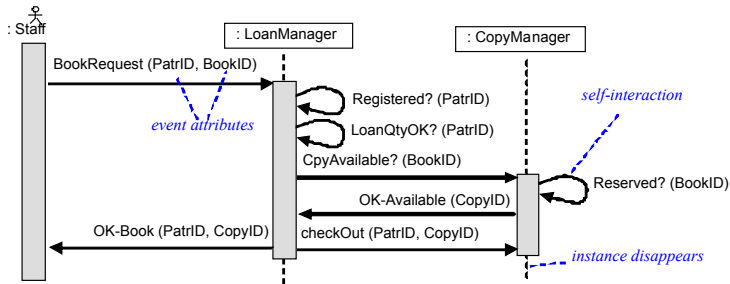 : Staff
: LoanManager
: CopyManager
BookRequest (PatrID, BookID)
event attributes
Registered? (PatrID)
self-interaction
LoanQtyOK? (PatrID)
CpyAvailable? (BookID)
Reserved? (BookID)
OK-Available (CopyID)
OK-Book (PatrID, CopyID)
checkOut (PatrID, CopyID)
instance disappears